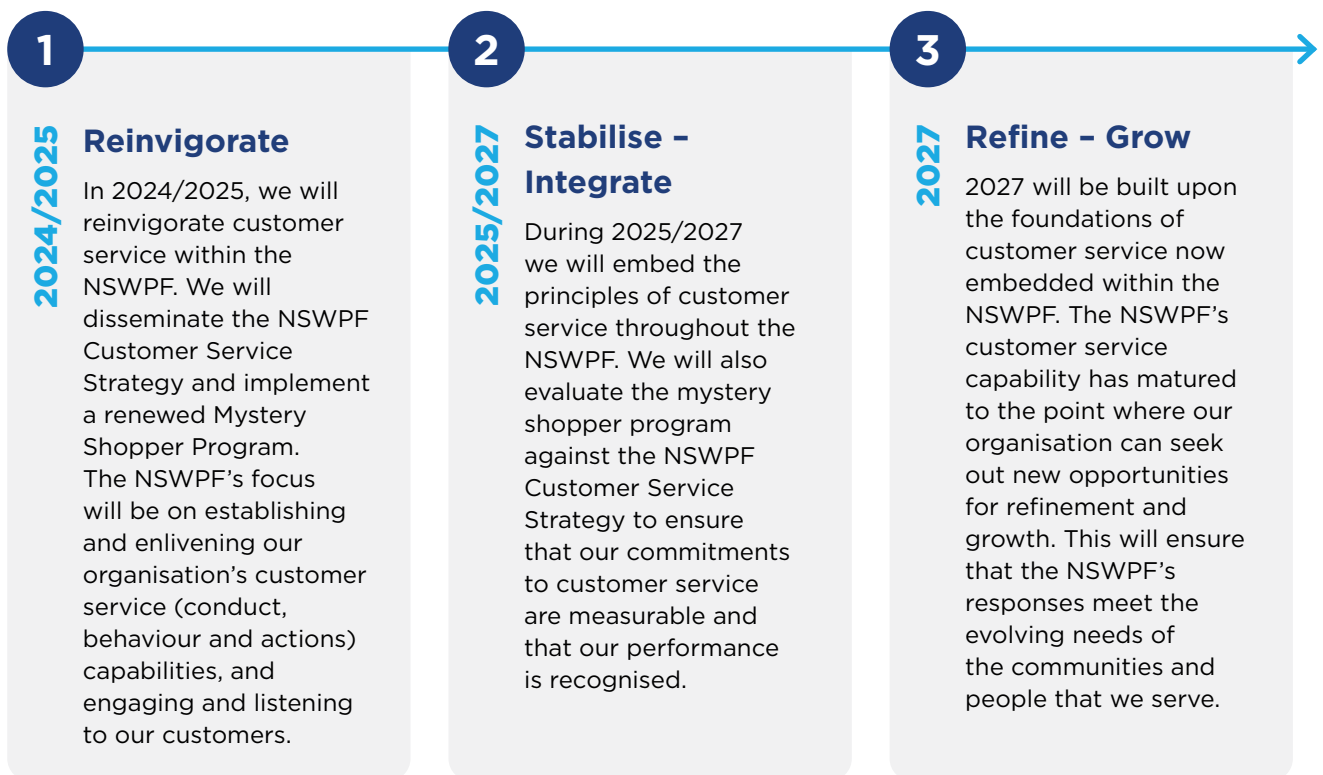 1
2024/2025
Reinvigorate
In 2024/2025, we will
reinvigorate customer
service within the
NSWPF. We will
disseminate the NSWPF
Customer Service
Strategy and implement
a renewed Mystery
Shopper Program.
The NSWPF’s focus
will be on establishing
and enlivening our
organisation’s customer
service (conduct,
behaviour and actions)
capabilities, and
engaging and listening
to our customers.
2
2025/2027
Stabilise –
Integrate
During 2025/2027
we will embed the
principles of customer
service throughout the
NSWPF. We will also
evaluate the mystery
shopper program
against the NSWPF
Customer Service
Strategy to ensure
that our commitments
to customer service
are measurable and
that our performance
is recognised.
3
2027
Refine – Grow
2027 will be built upon
the foundations of
customer service now
embedded within the
NSWPF. The NSWPF’s
customer service
capability has matured
to the point where our
organisation can seek
out new opportunities
for refinement and
growth. This will ensure
that the NSWPF’s
responses meet the
evolving needs of
the communities and
people that we serve.